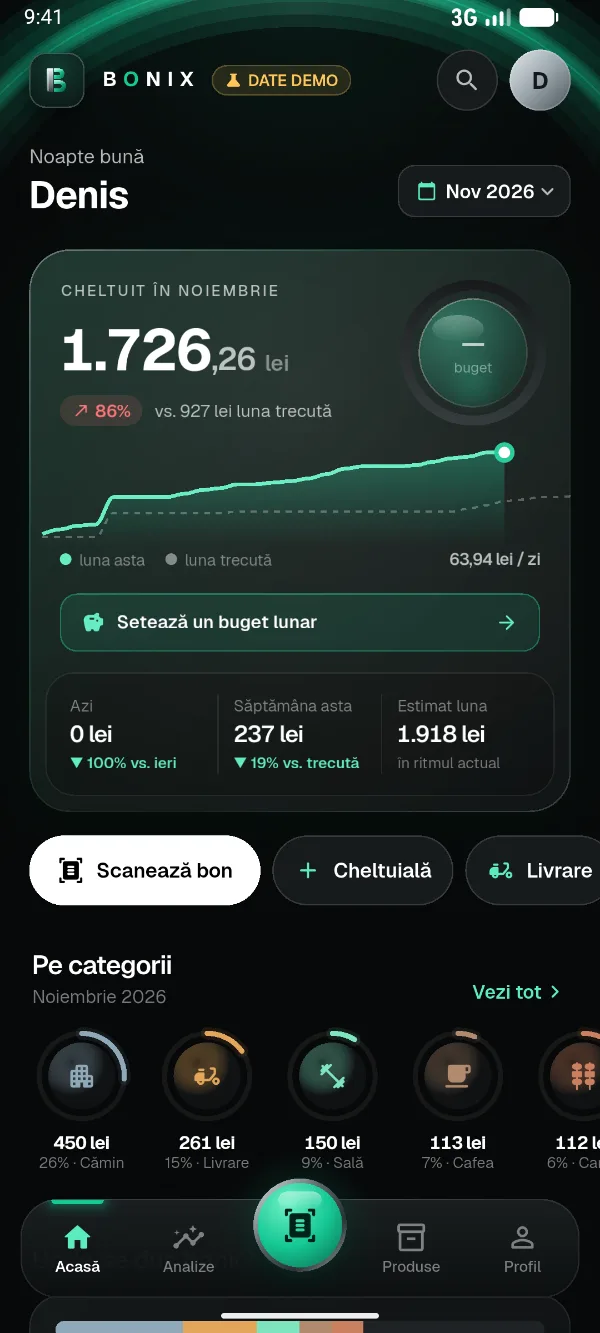 9:41
3G
BONIX
DATE DEMO
D
Noapte bună
Denis
Nov 2026
CHELTUIT ÎN NOIEMBRIE
1.726,26 lei
—
buget
↗ 86% vs. 927 lei luna trecută
luna asta
luna trecută
63,94 lei / zi
Setează un buget lunar
Azi
0 lei
▼ 100% vs. ieri
Săptămâna asta
237 lei
▼ 19% vs. trecută
Estimat luna
1.918 lei
în ritmul actual
Scanează bon
+ Cheltuială
Livrare
Pe categorii
Noiembrie 2026
Vezi tot
450 lei
26% · Cămin
261 lei
15% · Livrare
150 lei
9% · Sală
113 lei
7% · Cafea
112 le
6% · Car
Acasă
Analize
Produse
Profil